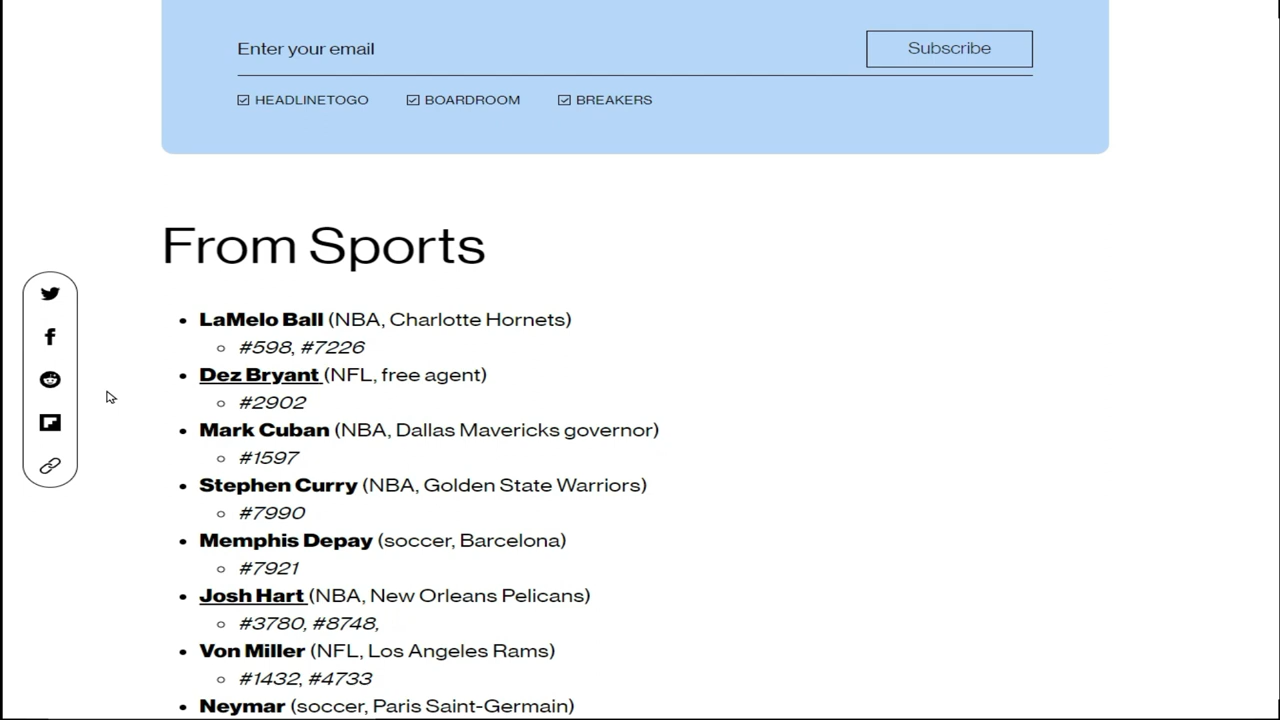 Enter your email
Subscribe
HEADLINETOGO
BOARDROOM
BREAKERS
From Sports
LaMelo Ball (NBA, Charlotte Hornets)
#598, #7226
Dez Bryant (NFL, free agent)
#2902
Mark Cuban (NBA, Dallas Mavericks governor)
#1597
Stephen Curry (NBA, Golden State Warriors)
#7990
Memphis Depay (soccer, Barcelona)
#7921
Josh Hart (NBA, New Orleans Pelicans)
#3780, #8748,
Von Miller (NFL, Los Angeles Rams)
#1432, #4733
Neymar (soccer, Paris Saint-Germain)